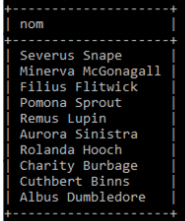 nom
Severus Snape
Minerva McGonagall
Filius Flitwick
Pomona Sprout
Remus Lupin
Aurora Sinistra
Rolanda Hooch
Charity Burbage
Cuthbert Binns
Albus Dumbledore